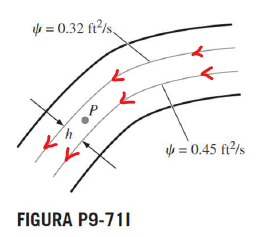 ψ = 0.32 ft²/s
P
h
ψ = 0.45 ft²/s
FIGURA P9-71I